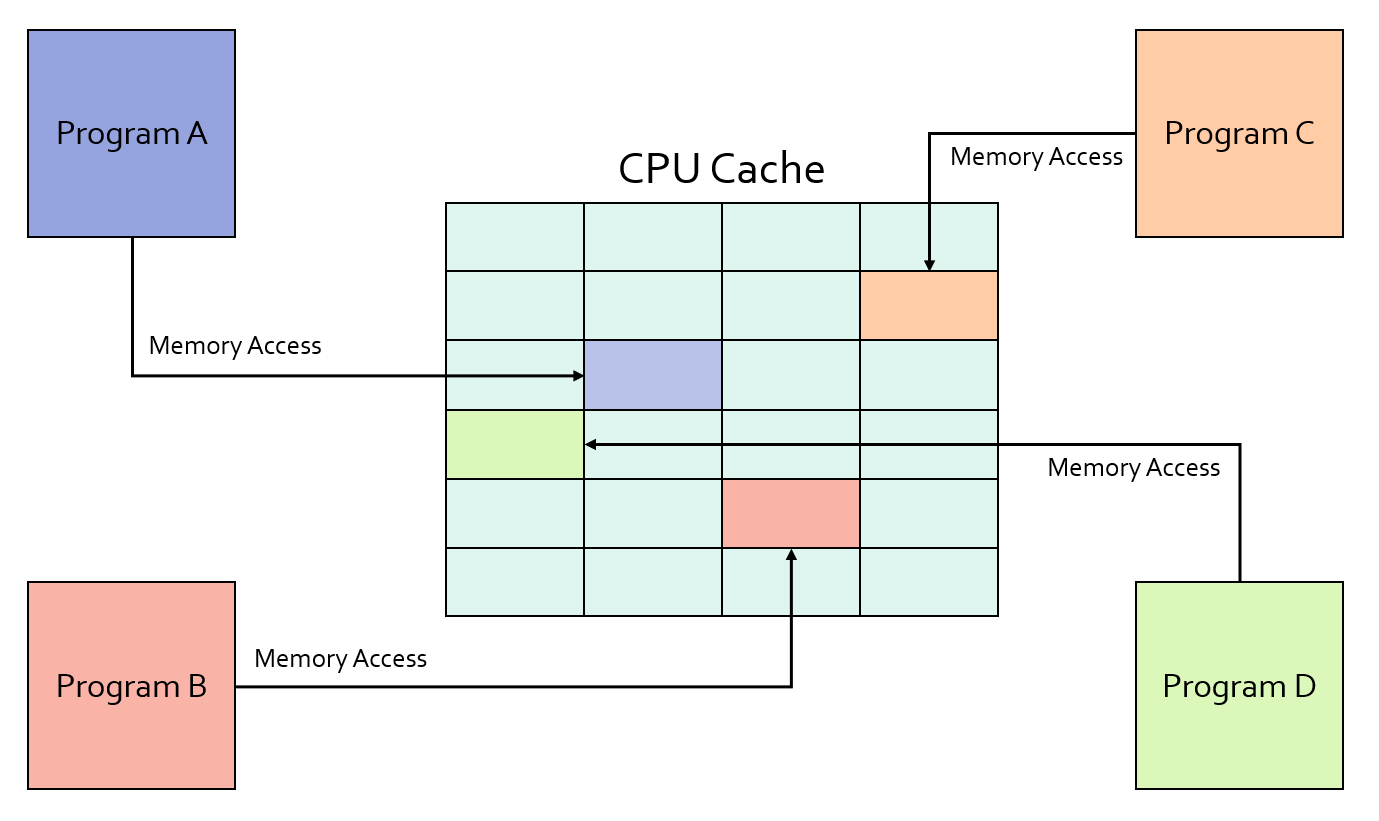 Program A
Program C
Memory Access
CPU Cache
Memory Access
Memory Access
Memory Access
Program B
Program D